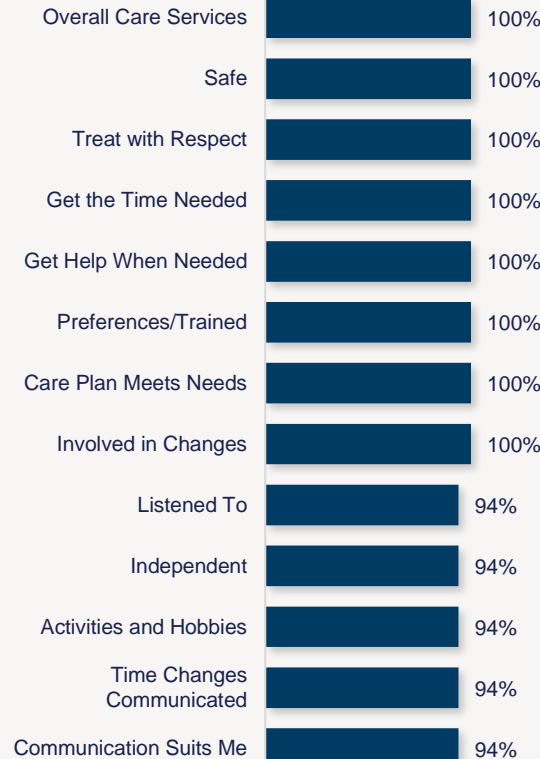 Overall Care Services 100%
Safe 100%
Treat with Respect 100%
Get the Time Needed 100%
Get Help When Needed 100%
Preferences/Trained 100%
Care Plan Meets Needs 100%
Involved in Changes 100%
Listened To 94%
Independent 94%
Activities and Hobbies 94%
Time Changes
Communicated 94%
Communication Suits Me 94%